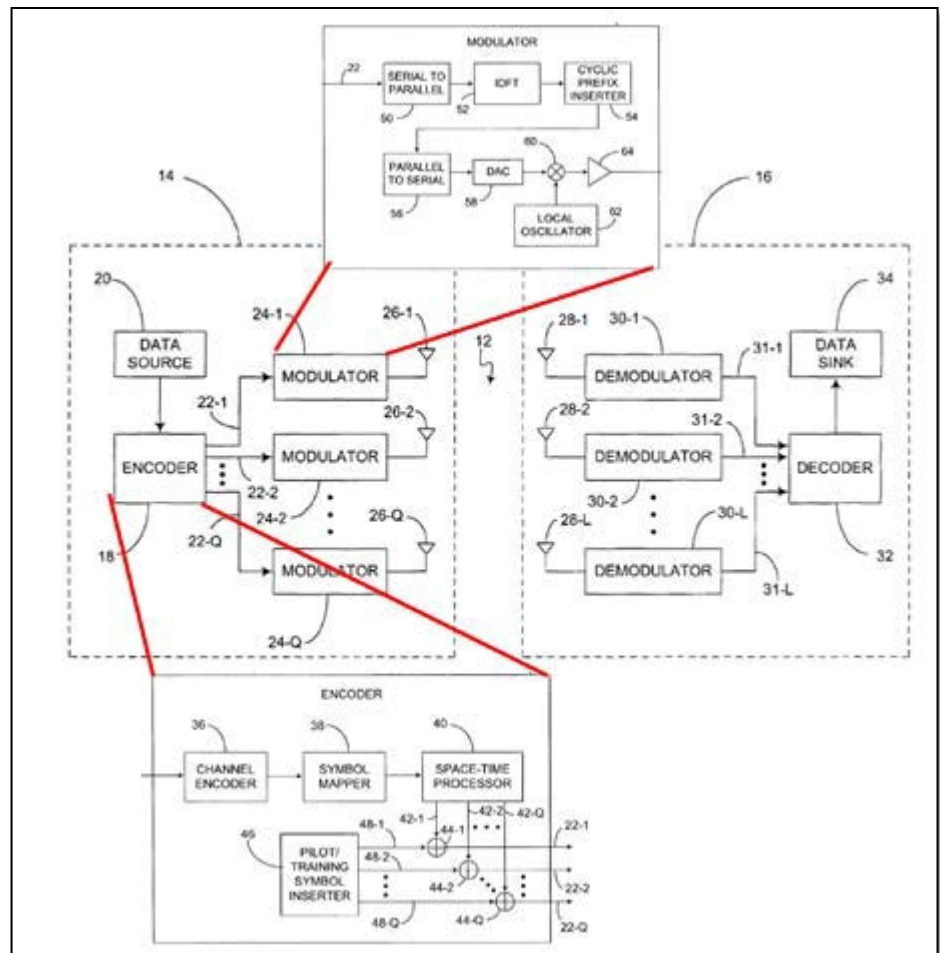 MODULATOR
22
SERIAL TO
PARALLEL
50
IDFT
52
CYCLIC
PREFIX
INSERTER
54
PARALLEL
TO SERIAL
56
DAC
58
60
64
LOCAL
OSCILLATOR
62
14
16
20
DATA
SOURCE
24-1
MODULATOR
26-1
12
28-1
30-1
DEMODULATOR
31-1
34
DATA
SINK
22-1
ENCODER
18
22-2
22-Q
MODULATOR
24-2
26-2
MODULATOR
24-Q
26-Q
28-2
DEMODULATOR
30-2
31-2
28-L
DEMODULATOR
30-L
31-L
DECODER
32
ENCODER
36
CHANNEL
ENCODER
38
SYMBOL
MAPPER
40
SPACE-TIME
PROCESSOR
42-1
42-2
42-Q
46
PILOT/
TRAINING
SYMBOL
INSERTER
48-1
44-1
22-1
48-2
44-2
22-2
48-Q
44-Q
22-Q